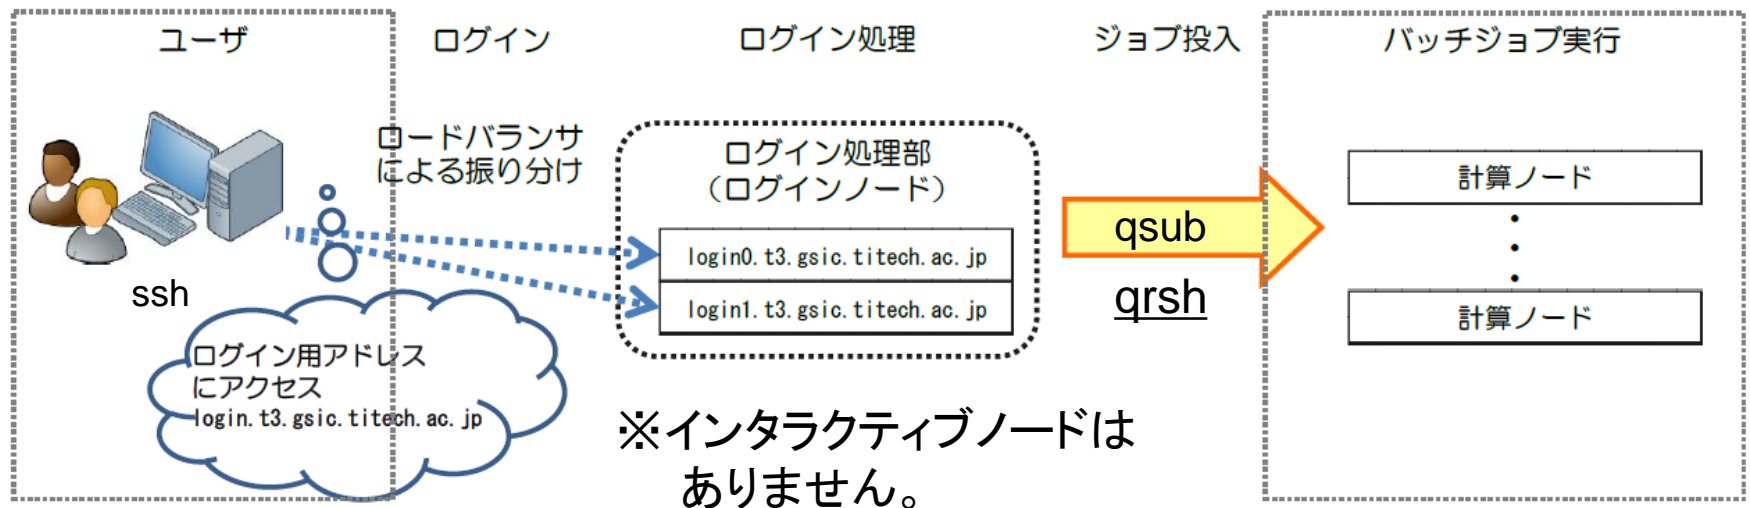 ユーザ
ログイン
ログイン処理
ジョブ投入
バッチジョブ実行
ロードバランサ
による振り分け
ログイン処理部
（ログインノード）
login0.t3.gsic.titech.ac.jp
login1.t3.gsic.titech.ac.jp
ssh
ログイン用アドレス
にアクセス
login.t3.gsic.titech.ac.jp
qsub
qrsh
計算ノード
計算ノード
※インタラクティブノードは
ありません。